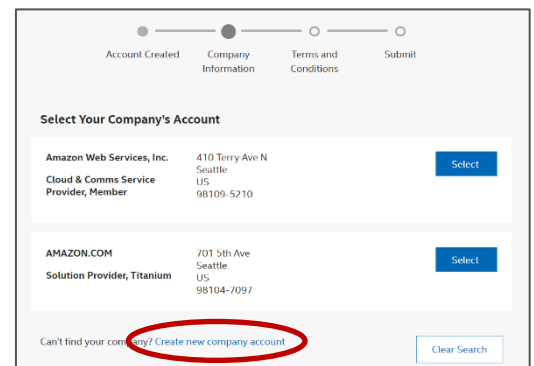 Account Created
Company Information
Terms and Conditions
Submit
Select Your Company's Account
Amazon Web Services, Inc.
Cloud & Comms Service
Provider, Member
410 Terry Ave N
Seattle
US
98109-5210
Select
AMAZON.COM
Solution Provider, Titanium
701 5th Ave
Seattle
US
98104-7097
Select
Can't find your company? Create new company account
Clear Search